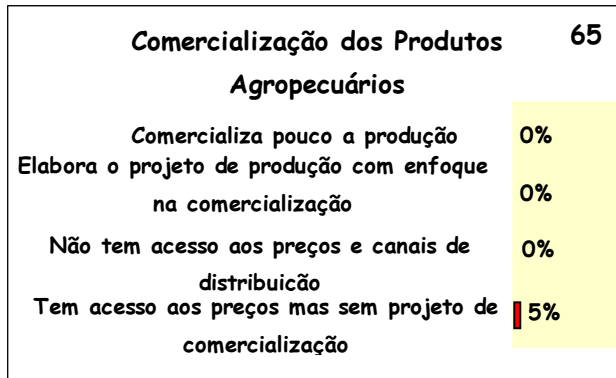 Comercialização dos Produtos 65
Agropecuários
Comercializa pouco a produção 0%
Elabora o projeto de produção com enfoque
na comercialização 0%
Não tem acesso aos preços e canais de 0%
distribuicão
Tem acesso aos preços mas sem projeto de 5%
comercialização